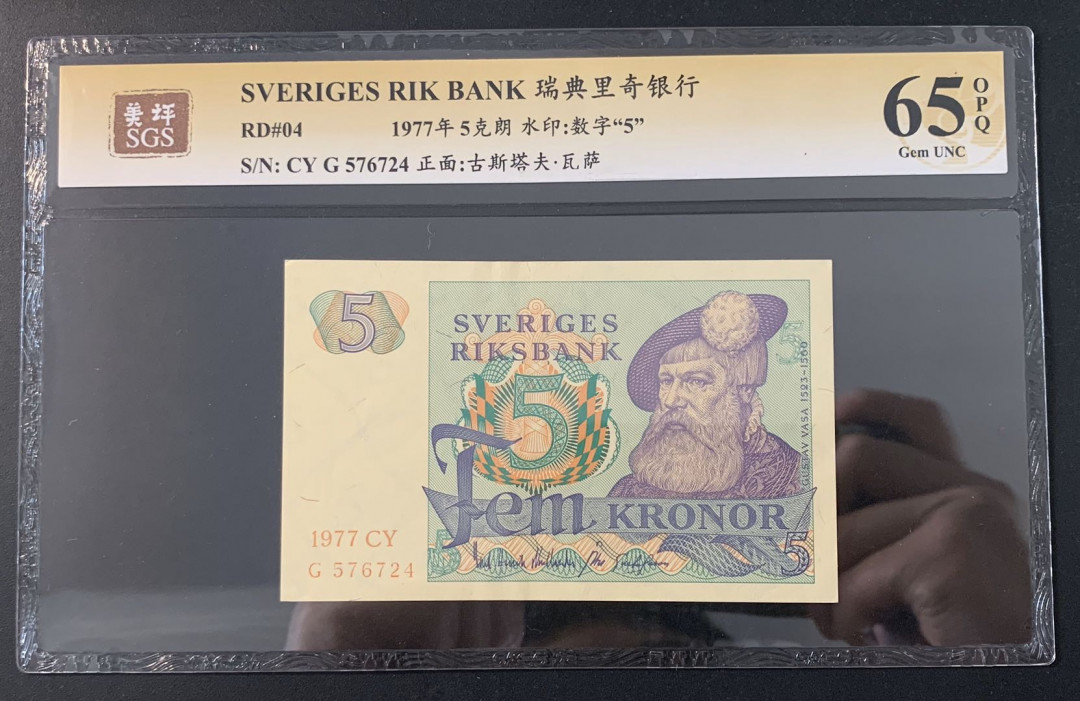 SVERIGES RIK BANK 瑞典里奇银行
美评
SGS
RD#04 1977年 5克朗 水印:数字“5”
S/N: CY G 576724 正面:古斯塔夫·瓦萨
65 OPQ
Gem UNC
5
SVERIGES
RIKSBANK
5
5
GUSTAV VASA 1523-1560
Fem KRONOR
1977 CY
G 576724
5
5